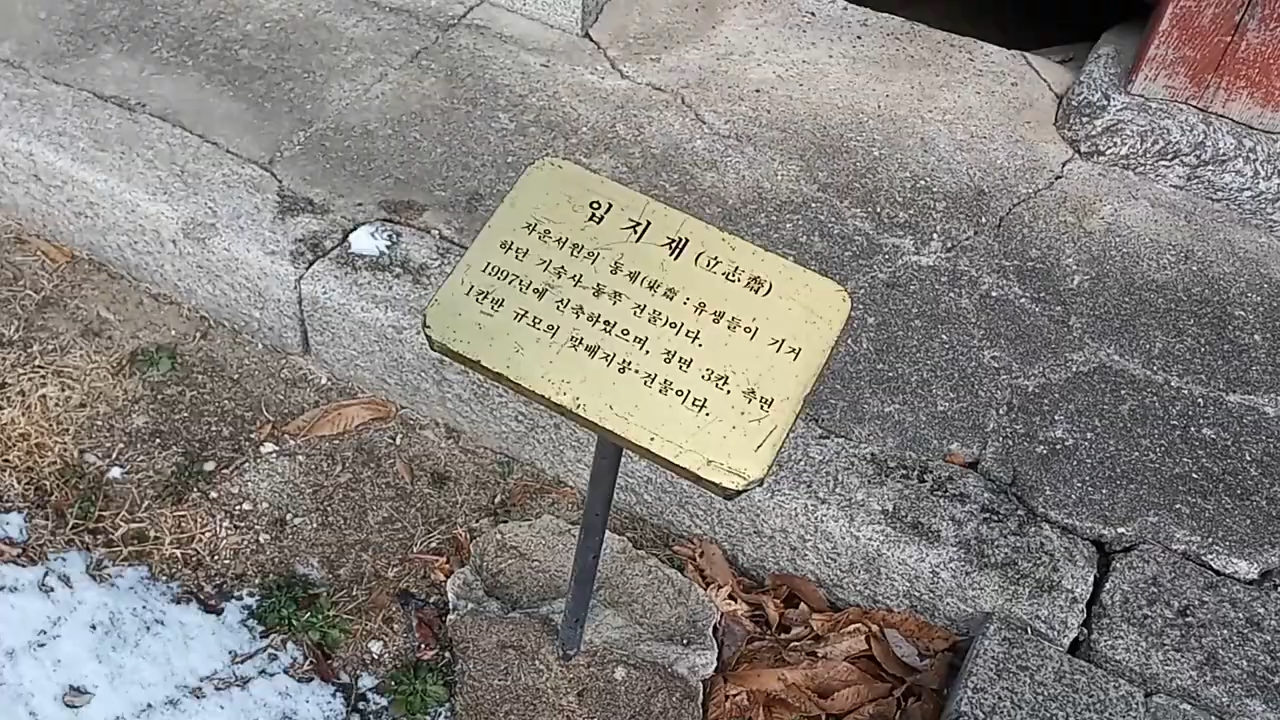 입지재(立志齋)
자운서원의 동재(東齋 : 유생들이 기거
하던 기숙사 동쪽 건물)이다.
1997년에 신축하였으며, 정면 3칸, 측면
1칸반 규모의 맞배지붕 건물이다.